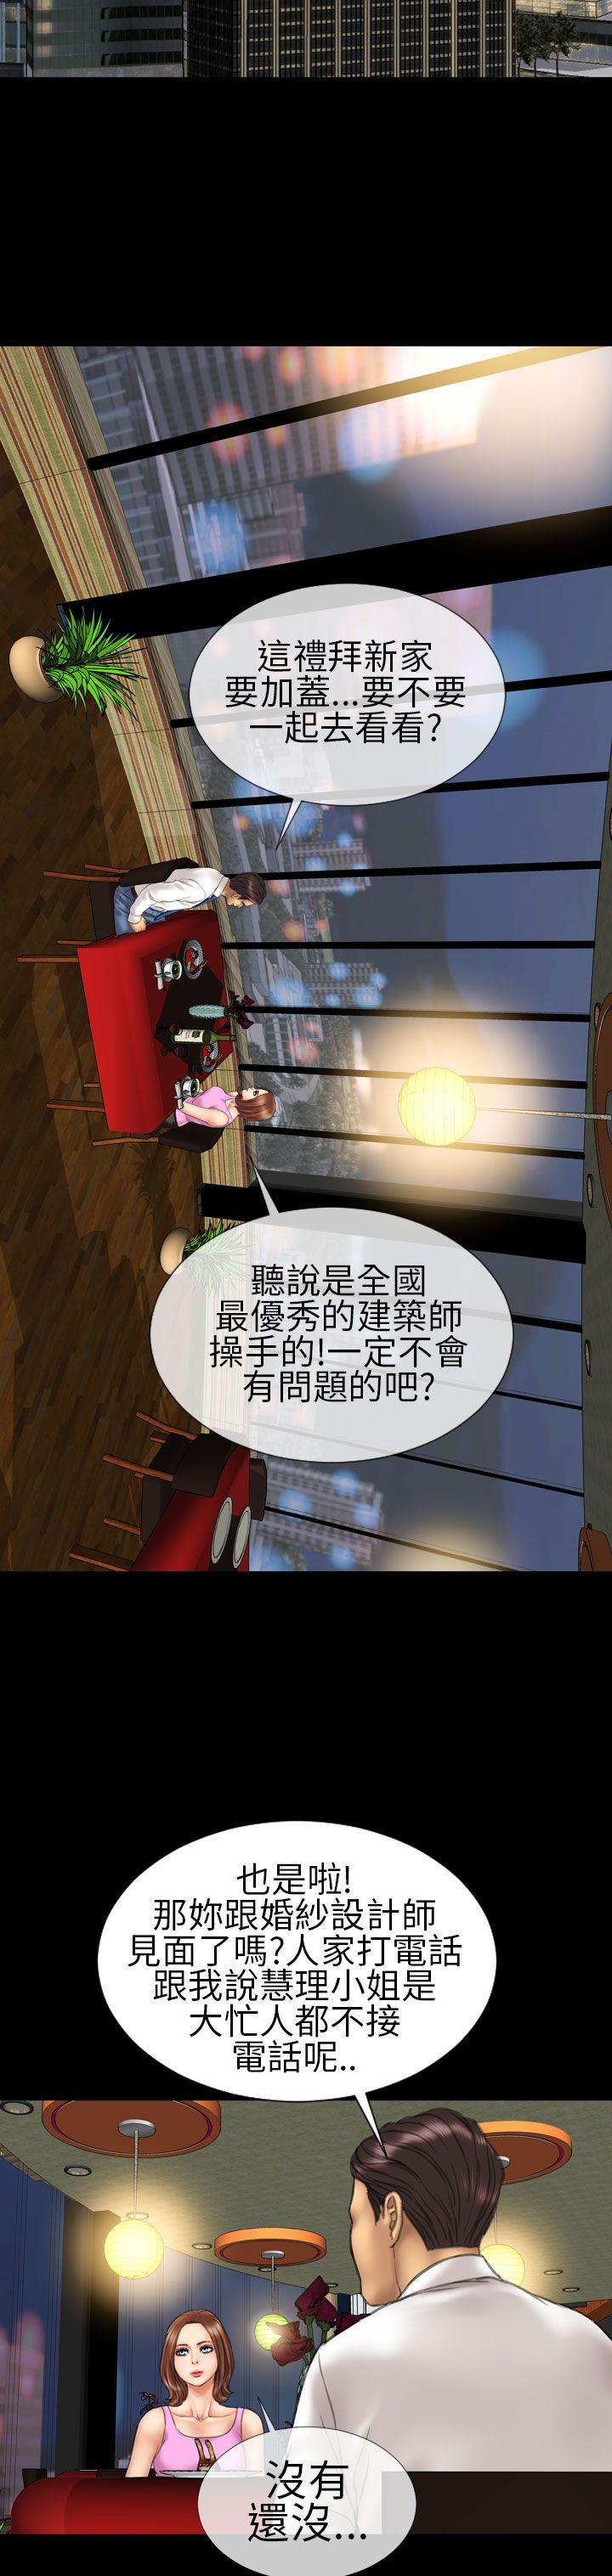 這禮拜新家
要加蓋...要不要
一起去看看?
聽說是全國
最優秀的建築師
操手的!一定不會
有問題的吧?
也是啦!
那妳跟婚紗設計師
見面了嗎?人家打電話
跟我說慧理小姐是
大忙人都不接
電話呢..
沒有
還沒...